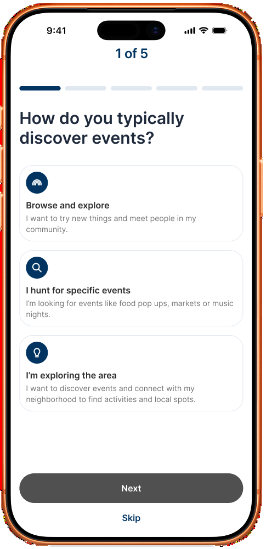 9:41
1 of 5
How do you typically
discover events?
Browse and explore
I want to try new things and meet people in my
community.
I hunt for specific events
I'm looking for events like food pop ups, markets or music
nights.
I'm exploring the area
I want to discover events and connect with my
neighborhood to find activities and local spots.
Next
Skip